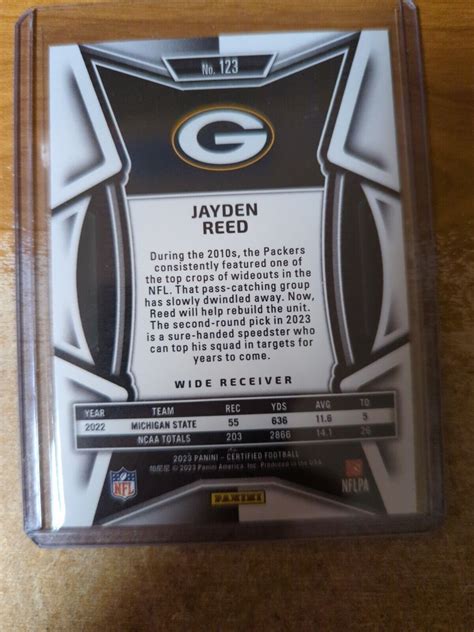 No. 123
G
JAYDEN
REED
During the 2010s, the Packers
consistently featured one of
the top crops of wideouts in the
NFL. That pass-catching group
has slowly dwindled away. Now,
Reed will help rebuild the unit.
The second-round pick in 2023
is a sure-handed speedster who
can top his squad in targets for
years to come.
WIDE RECEIVER
YEAR TEAM REC YDS AVG TD
2022 MICHIGAN STATE 55 636 11.6 5
NCAA TOTALS 203 2866 14.1 26
2023 PANINI - CERTIFIED FOOTBALL
© 2023 Panini America, Inc. Produced in the USA.
NFL PANINI NFLPA